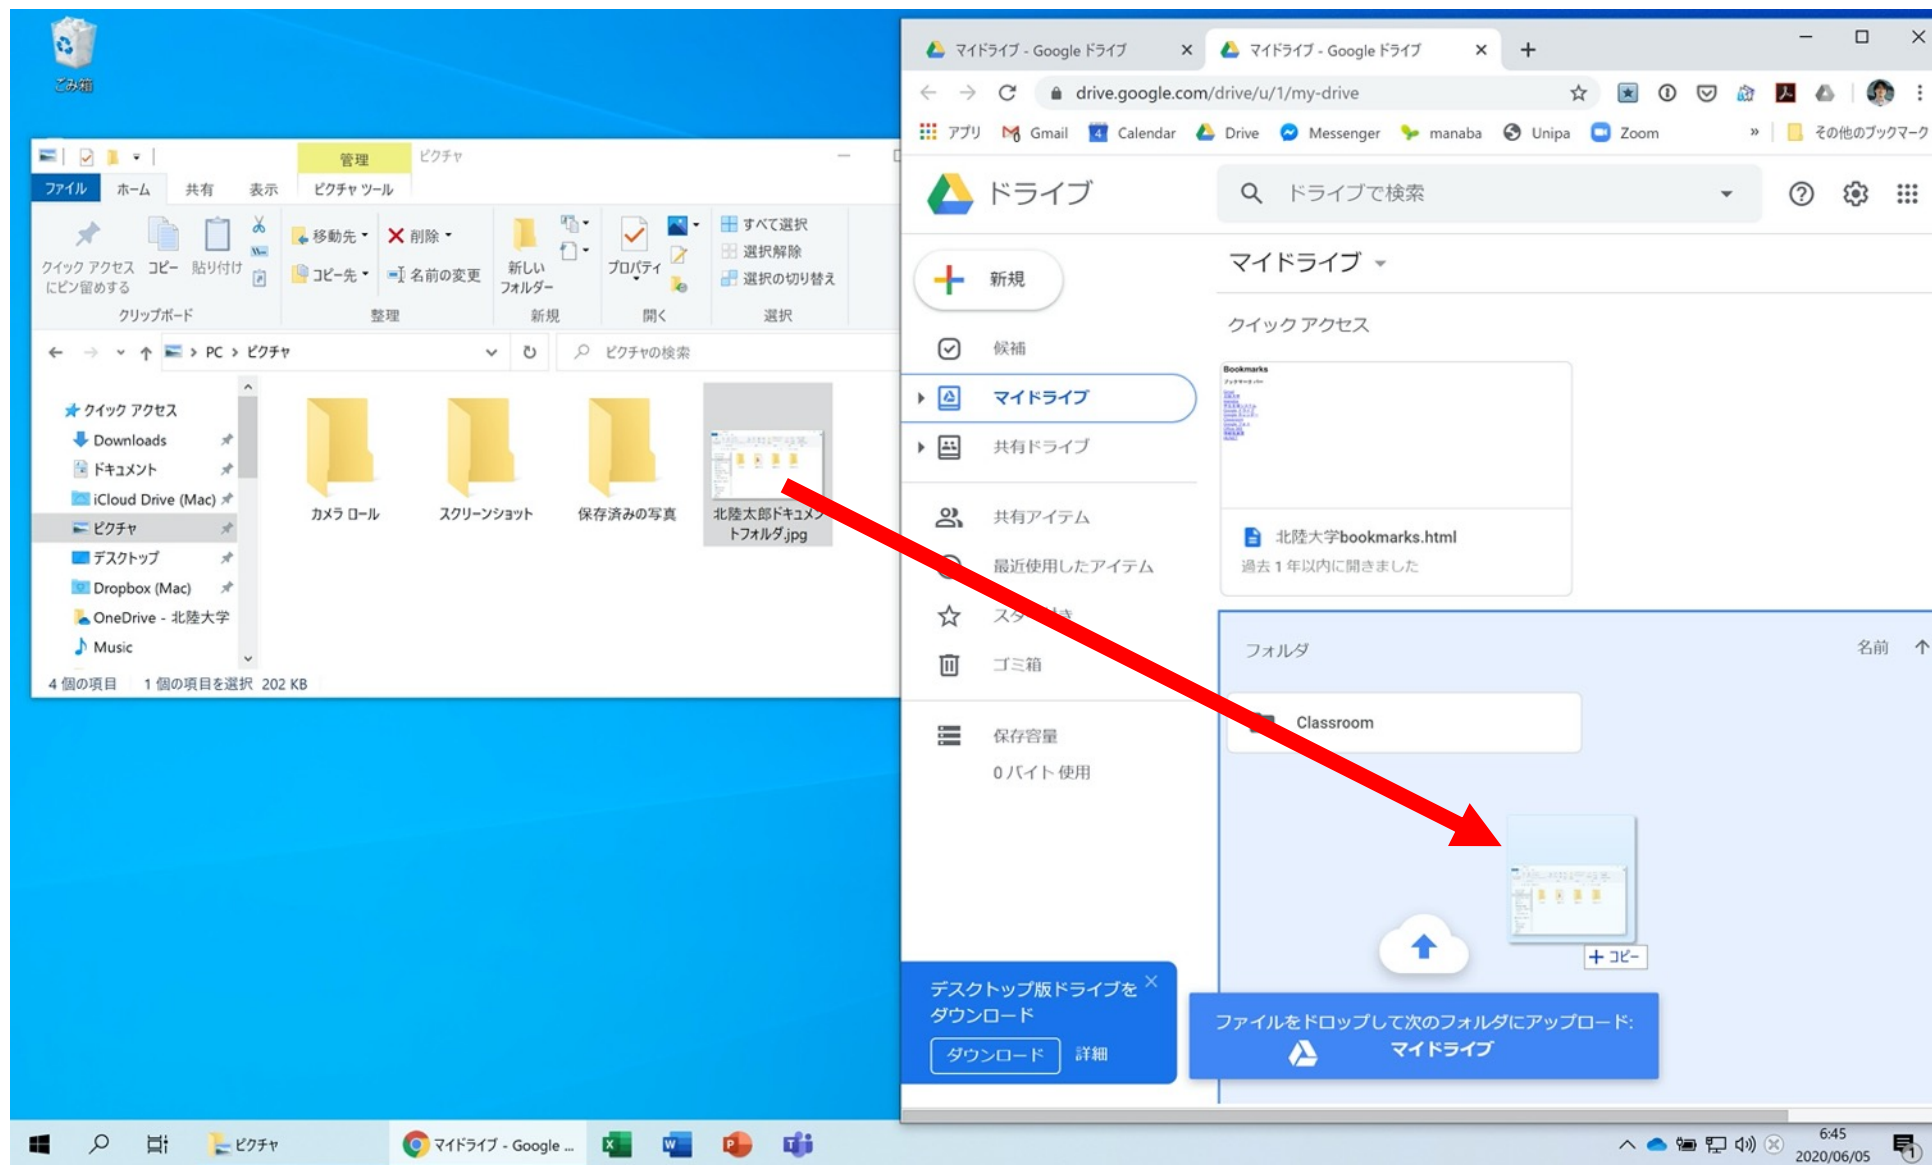 ごみ箱
管理
ピクチャ
ファイル
ホーム
共有
表示
ピクチャ ツール
クイック アクセス
にピン留めする
コピー
貼り付け
移動先
コピー先
削除
名前の変更
新しい
フォルダー
プロパティ
すべて選択
選択解除
選択の切り替え
クリップボード
整理
新規
開く
選択
PC
ピクチャ
ピクチャの検索
クイック アクセス
Downloads
ドキュメント
iCloud Drive (Mac)
ピクチャ
デスクトップ
Dropbox (Mac)
OneDrive - 北陸大学
Music
カメラ ロール
スクリーンショット
保存済みの写真
北陸太郎ドキュメン
トフォルダ.jpg
4 個の項目
1 個の項目を選択 202 KB
マイドライブ - Google ドライブ
マイドライブ - Google ドライブ
drive.google.com/drive/u/1/my-drive
アプリ
Gmail
Calendar
Drive
Messenger
manaba
Unipa
Zoom
»
その他のブックマーク
ドライブ
ドライブで検索
新規
マイドライブ
クイック アクセス
候補
マイドライブ
共有ドライブ
共有アイテム
最近使用したアイテム
ゴミ箱
保存容量
0 バイト 使用
Bookmarks
ブックマーク バー
北陸大学bookmarks.html
過去 1 年以内に開きました
フォルダ
名前
Classroom
コピー
デスクトップ版ドライブを
ダウンロード
ダウンロード
詳細
ファイルをドロップして次のフォルダにアップロード:
マイドライブ
ピクチャ
マイドライブ - Google ...
6:45
2020/06/05
1